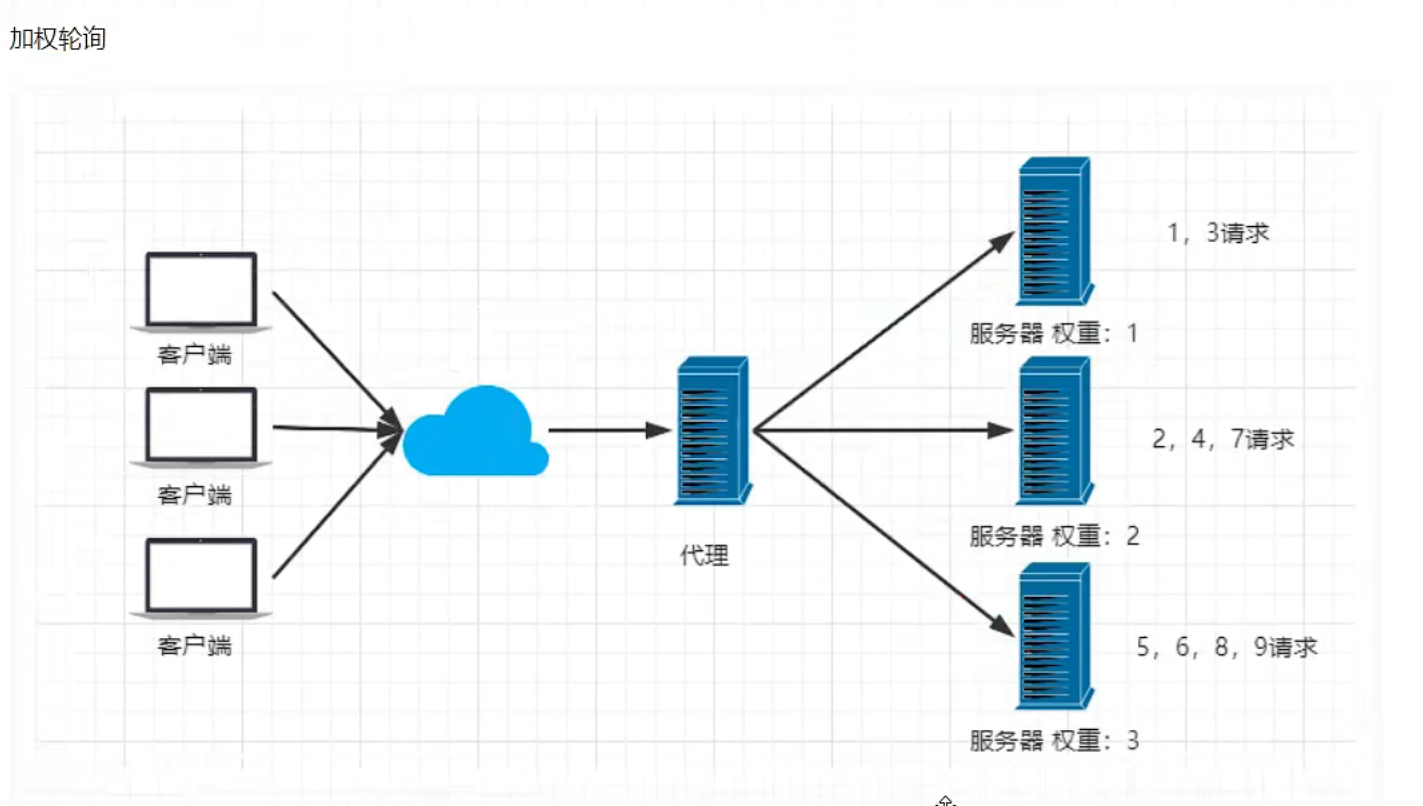 加权轮询
客户端
客户端
客户端
代理
1，3请求
服务器 权重：1
2，4，7请求
服务器 权重：2
5，6，8，9请求
服务器 权重：3